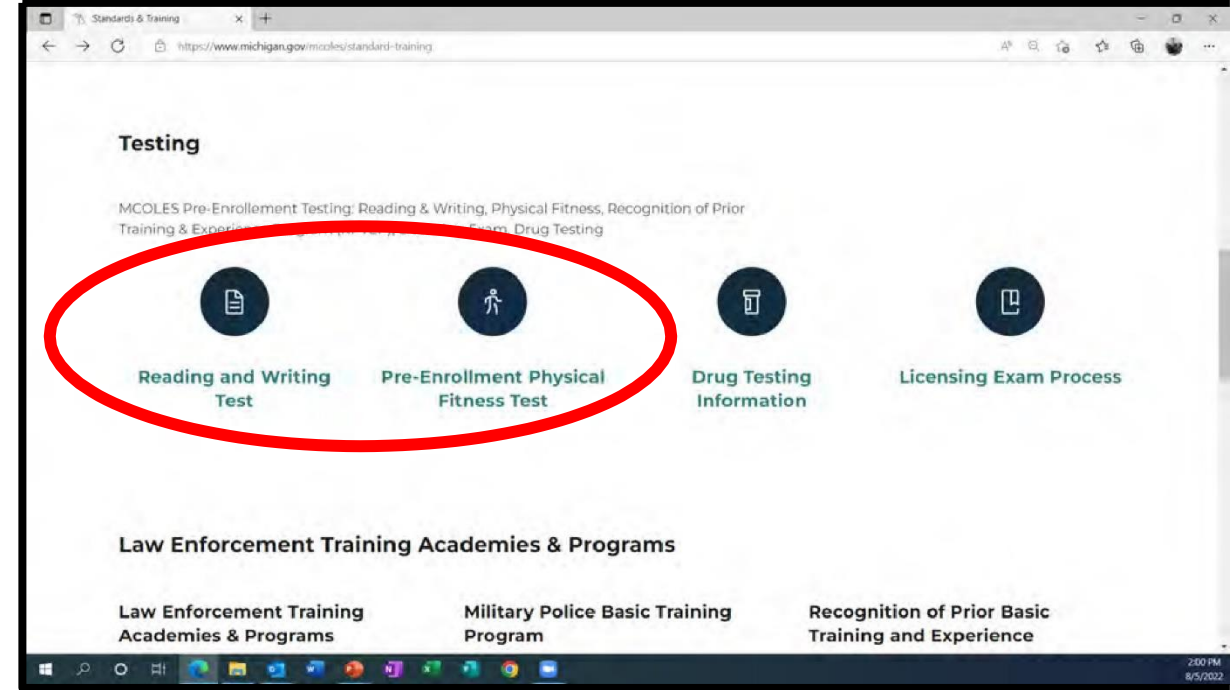 Standards & Training
https://www.michigan.gov/mcoles/standard-training
Testing
MCOLES Pre-Enrollement Testing: Reading & Writing, Physical Fitness, Recognition of Prior
Training & Experience Exam, Drug Testing
Reading and Writing
Test
Pre-Enrollment Physical
Fitness Test
Drug Testing
Information
Licensing Exam Process
Law Enforcement Training Academies & Programs
Law Enforcement Training
Academies & Programs
Military Police Basic Training
Program
Recognition of Prior Basic
Training and Experience
2:00 PM
8/5/2022